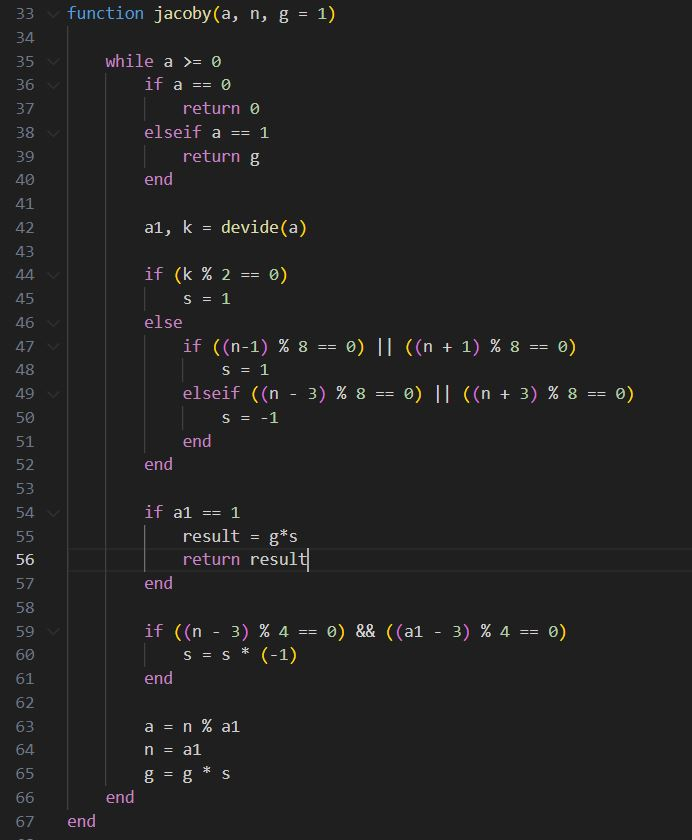 33 function jacoby(a, n, g = 1)
34
35     while a >= 0
36         if a == 0
37             return 0
38         elseif a == 1
39             return g
40         end
41
42         a1, k = devide(a)
43
44         if (k % 2 == 0)
45             s = 1
46         else
47             if ((n-1) % 8 == 0) || ((n + 1) % 8 == 0)
48                 s = 1
49             elseif ((n - 3) % 8 == 0) || ((n + 3) % 8 == 0)
50                 s = -1
51             end
52         end
53
54         if a1 == 1
55             result = g*s
56             return result
57         end
58
59         if ((n - 3) % 4 == 0) && ((a1 - 3) % 4 == 0)
60             s = s * (-1)
61         end
62
63         a = n % a1
64         n = a1
65         g = g * s
66     end
67 end